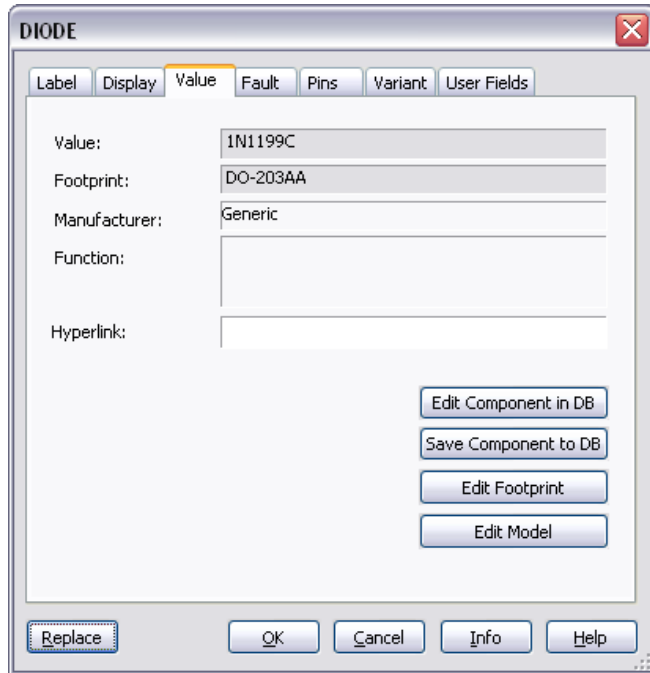 DIODE
Label Display Value Fault Pins Variant User Fields
Value: 1N1199C
Footprint: DO-203AA
Manufacturer: Generic
Function:
Hyperlink:
Edit Component in DB
Save Component to DB
Edit Footprint
Edit Model
Replace OK Cancel Info Help